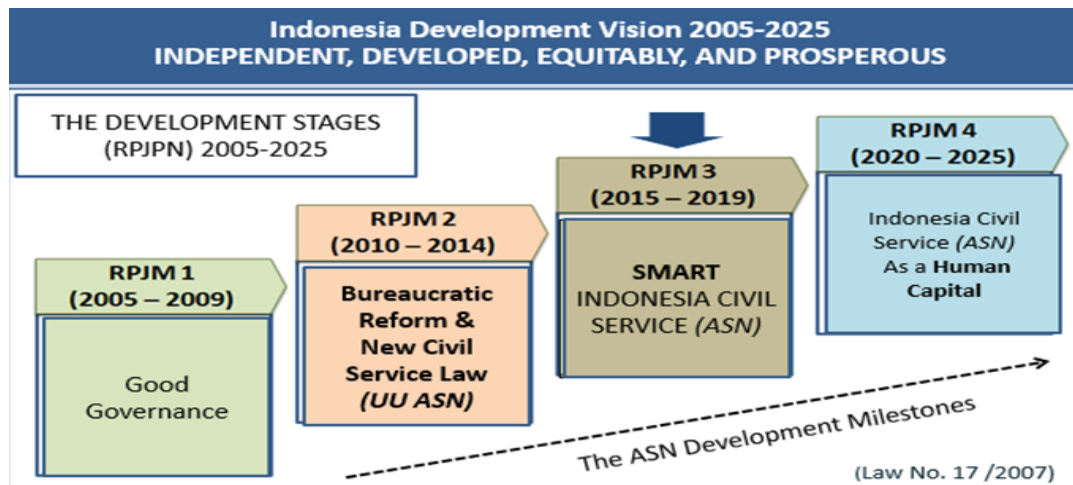 Indonesia Development Vision 2005-2025
INDEPENDENT, DEVELOPED, EQUITABLY, AND PROSPEROUS
THE DEVELOPMENT STAGES
(RPJPN) 2005-2025
RPJM 1
(2005 – 2009)
Good
Governance
RPJM 2
(2010 – 2014)
Bureaucratic
Reform &
New Civil
Service Law
(UU ASN)
RPJM 3
(2015 – 2019)
SMART
INDONESIA CIVIL
SERVICE (ASN)
RPJM 4
(2020 – 2025)
Indonesia Civil
Service (ASN)
As a Human
Capital
The ASN Development Milestones
(Law No. 17 /2007)